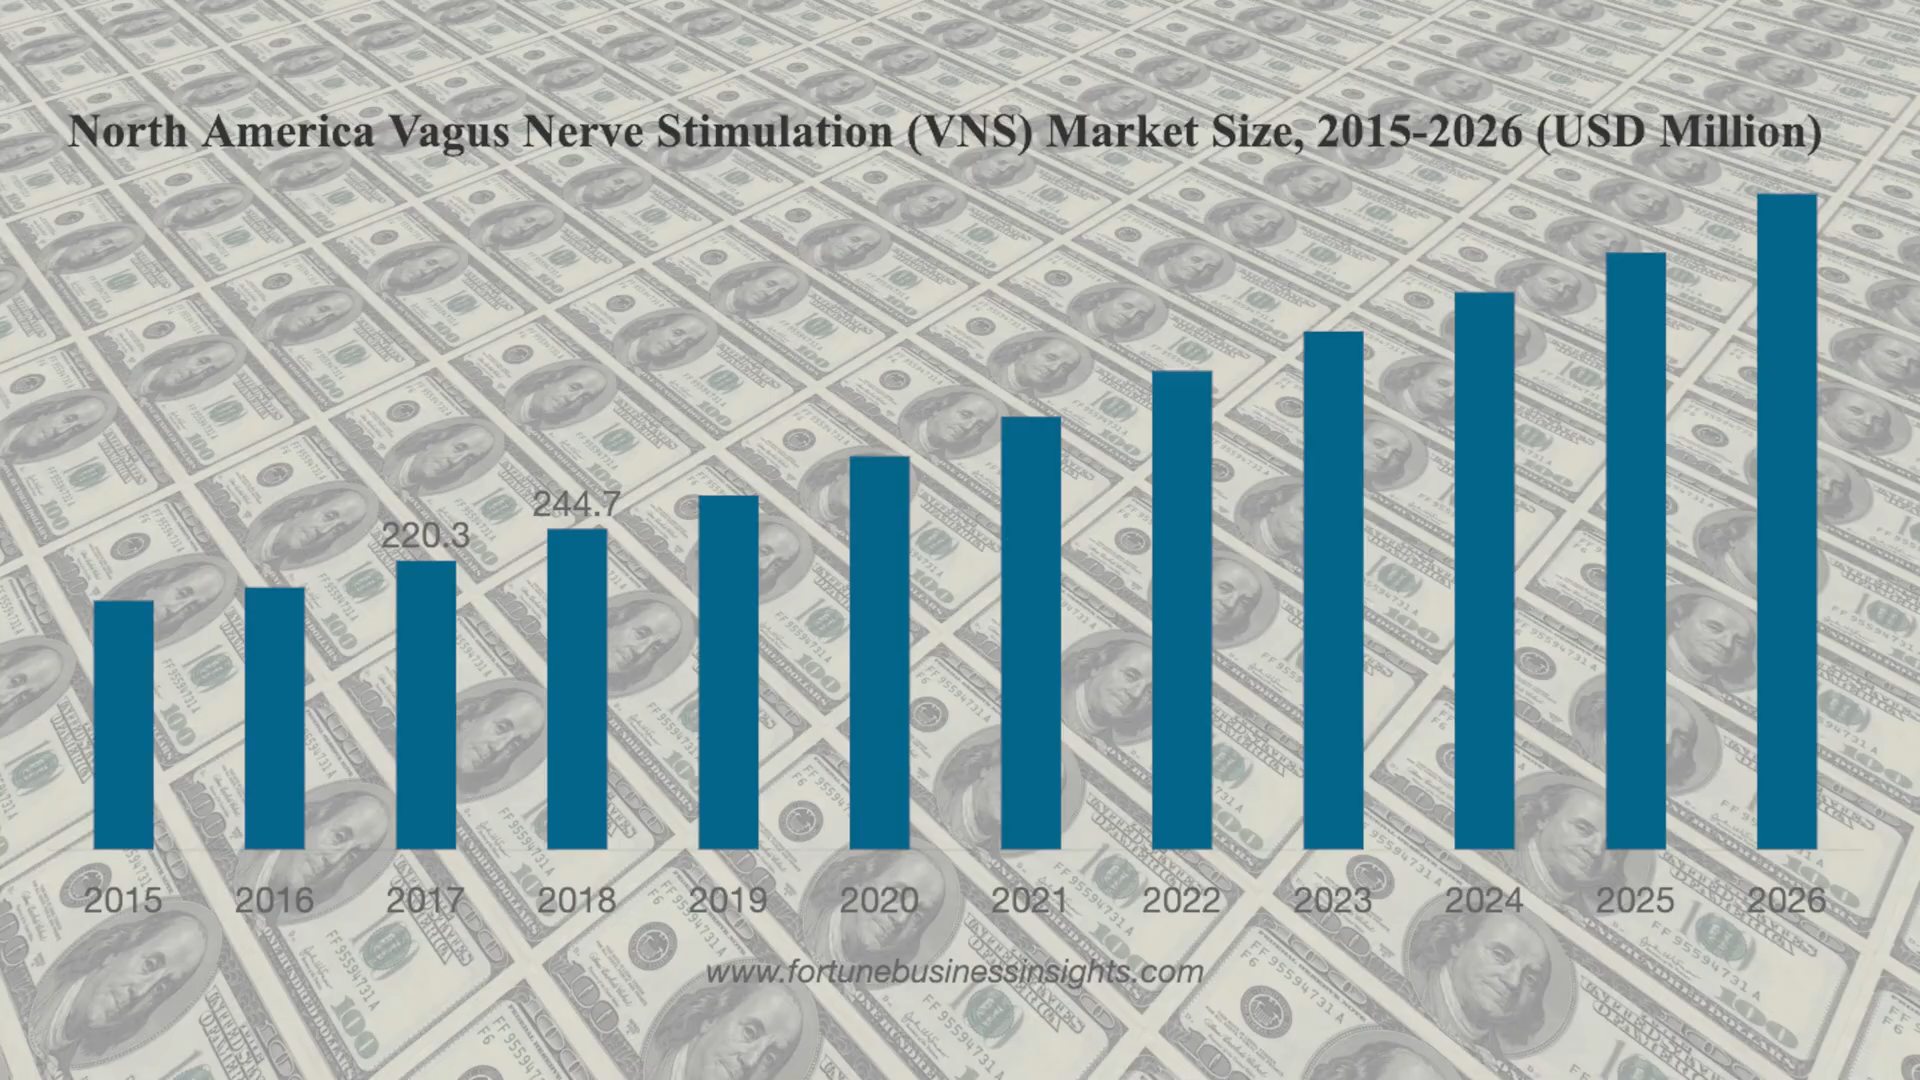 North America Vagus Nerve Stimulation (VNS) Market Size, 2015-2026 (USD Million)
220.3
244.7
2015 2016 2017 2018 2019 2020 2021 2022 2023 2024 2025 2026
www.fortunebusinessinsights.com